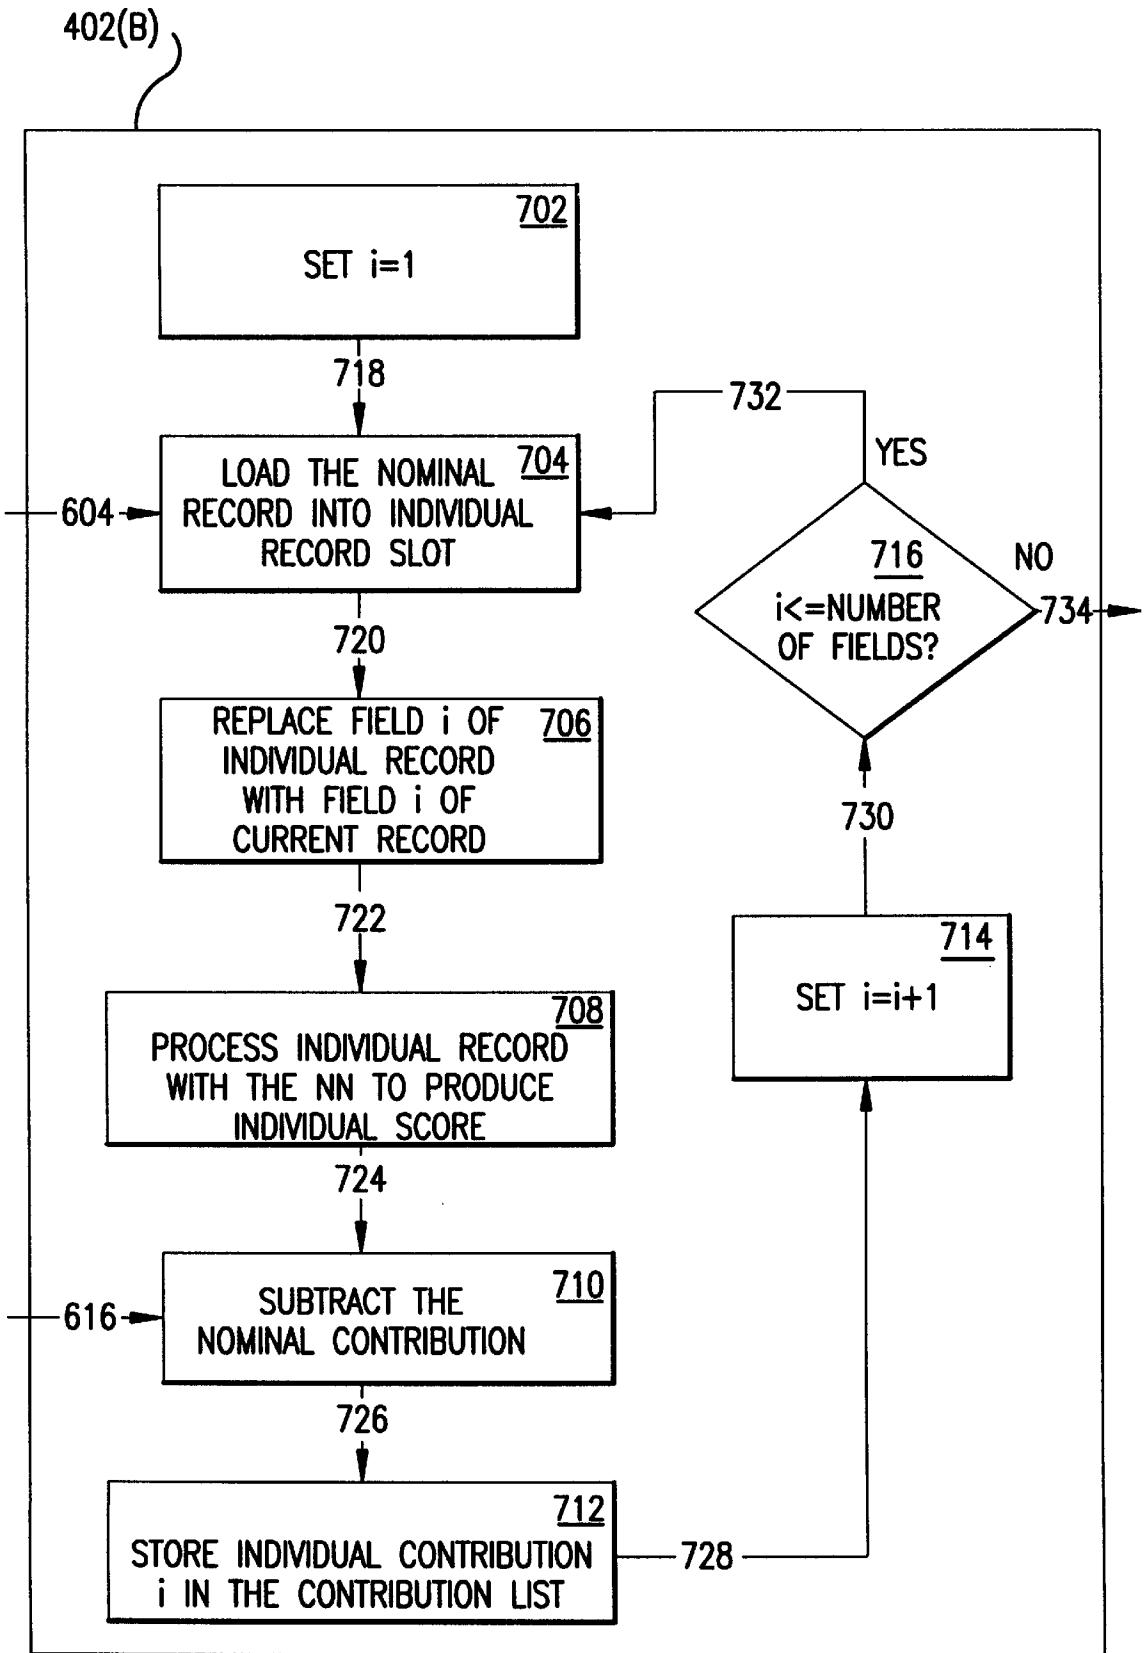 402(B)
702
SET i=1
718
732
704
LOAD THE NOMINAL
RECORD INTO INDIVIDUAL
RECORD SLOT
604
YES
716
i<=NUMBER
OF FIELDS?
NO
734
720
706
REPLACE FIELD i OF
INDIVIDUAL RECORD
WITH FIELD i OF
CURRENT RECORD
730
722
714
SET i=i+1
708
PROCESS INDIVIDUAL RECORD
WITH THE NN TO PRODUCE
INDIVIDUAL SCORE
724
710
SUBTRACT THE
NOMINAL CONTRIBUTION
616
726
712
STORE INDIVIDUAL CONTRIBUTION
i IN THE CONTRIBUTION LIST
728